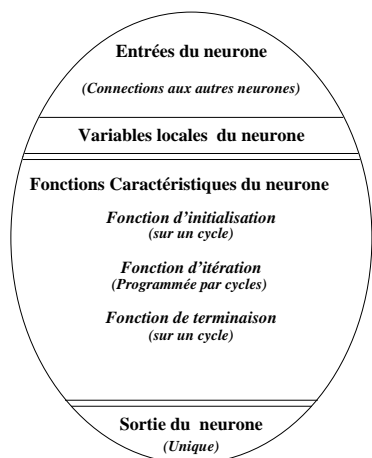 Entrées du neurone
(Connections aux autres neurones)
Variables locales du neurone
Fonctions Caractéristiques du neurone
Fonction d'initialisation
(sur un cycle)
Fonction d'itération
(Programmée par cycles)
Fonction de terminaison
(sur un cycle)
Sortie du neurone
(Unique)